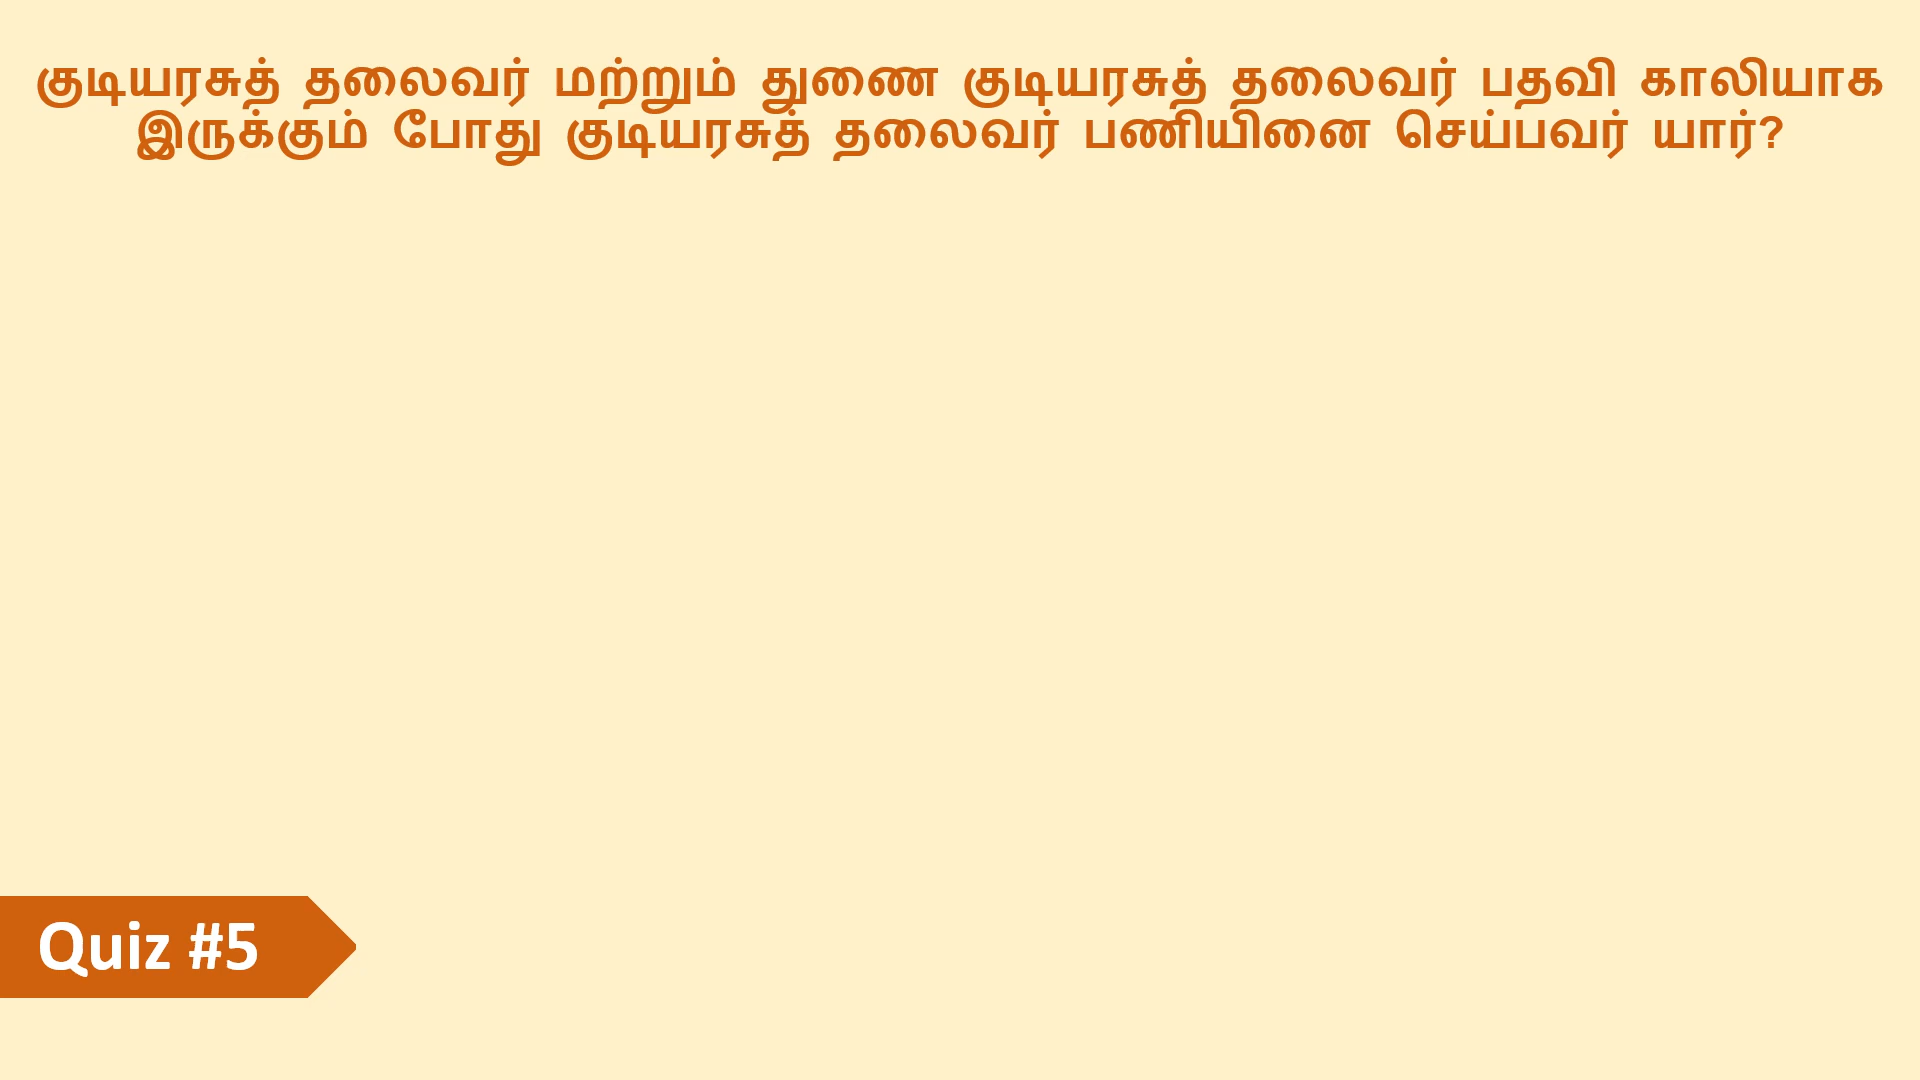 குடியரசுத் தலைவர் மற்றும் துணை குடியரசுத் தலைவர் பதவி காலியாக
இருக்கும் போது குடியரசுத் தலைவர் பணியினை செய்பவர் யார்?
Quiz #5